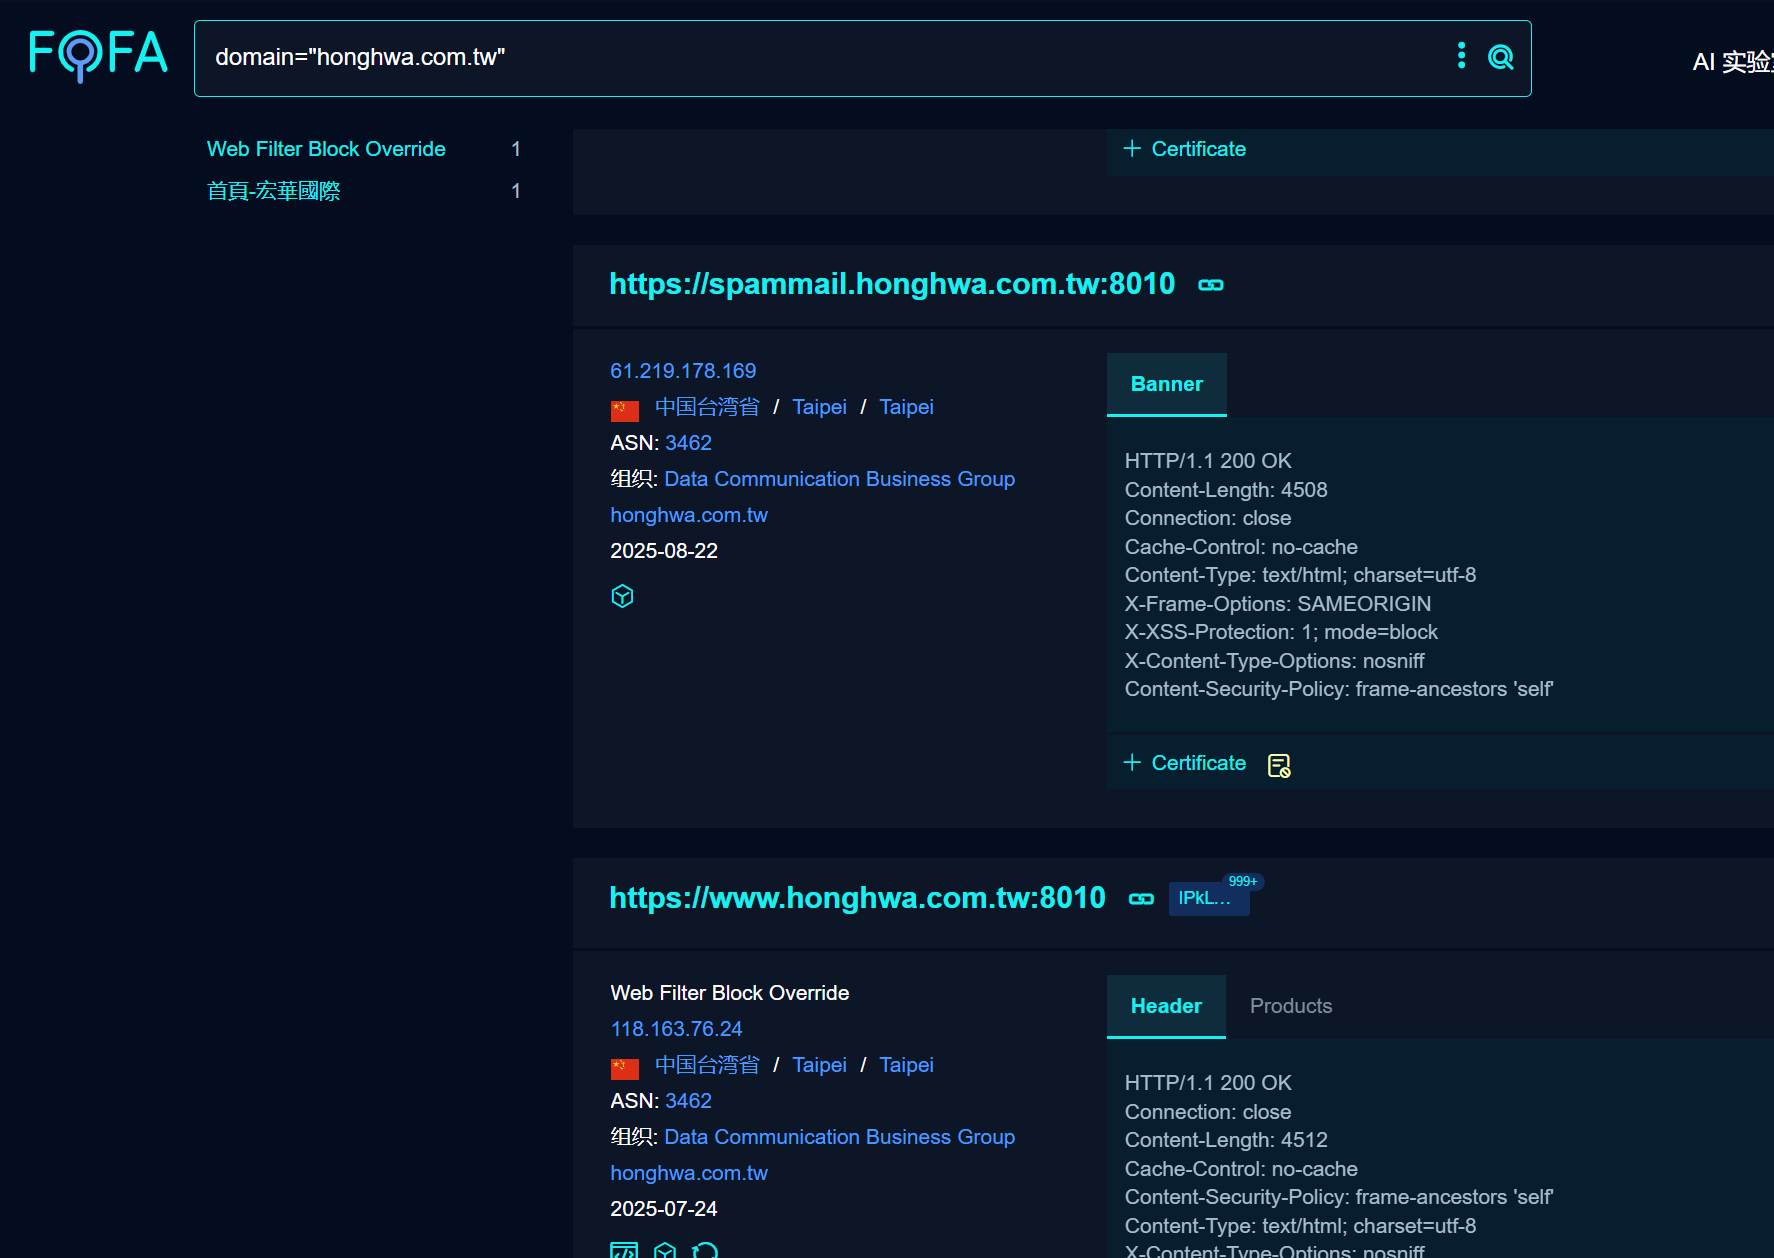 FOFA
domain="honghwa.com.tw"
AI 实验
Web Filter Block Override 1
首頁-宏華國際 1
+ Certificate
https://spammail.honghwa.com.tw:8010
61.219.178.169
中国台湾省 / Taipei / Taipei
ASN: 3462
组织: Data Communication Business Group
honghwa.com.tw
2025-08-22
Banner
HTTP/1.1 200 OK
Content-Length: 4508
Connection: close
Cache-Control: no-cache
Content-Type: text/html; charset=utf-8
X-Frame-Options: SAMEORIGIN
X-XSS-Protection: 1; mode=block
X-Content-Type-Options: nosniff
Content-Security-Policy: frame-ancestors 'self'
+ Certificate
https://www.honghwa.com.tw:8010
IPkL... 999+
Web Filter Block Override
118.163.76.24
中国台湾省 / Taipei / Taipei
ASN: 3462
组织: Data Communication Business Group
honghwa.com.tw
2025-07-24
Header Products
HTTP/1.1 200 OK
Connection: close
Content-Length: 4512
Cache-Control: no-cache
Content-Security-Policy: frame-ancestors 'self'
Content-Type: text/html; charset=utf-8
X-Content-Type-Options: nosniff